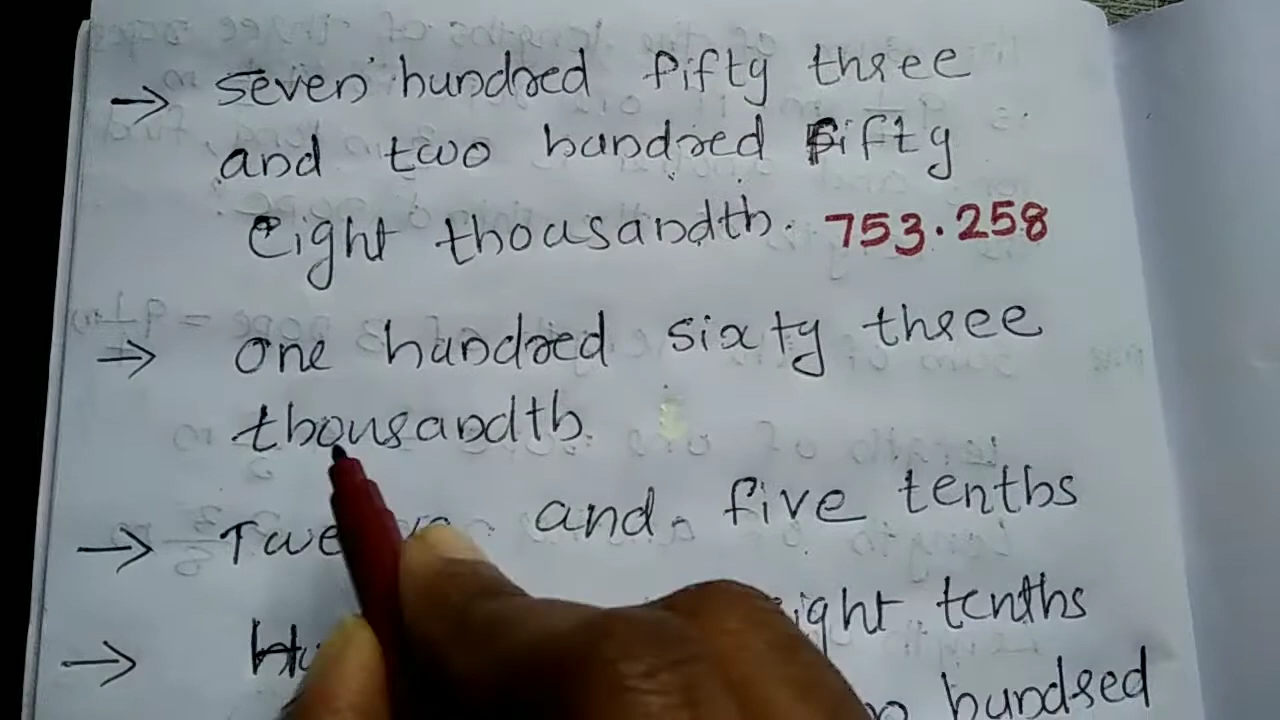 → Seven hundred fifty three
and two hundred fifty
eight thousandth. 753.258
→ One hundred sixty three
thousandth.
→ and five tenths
→ tenths
hundred